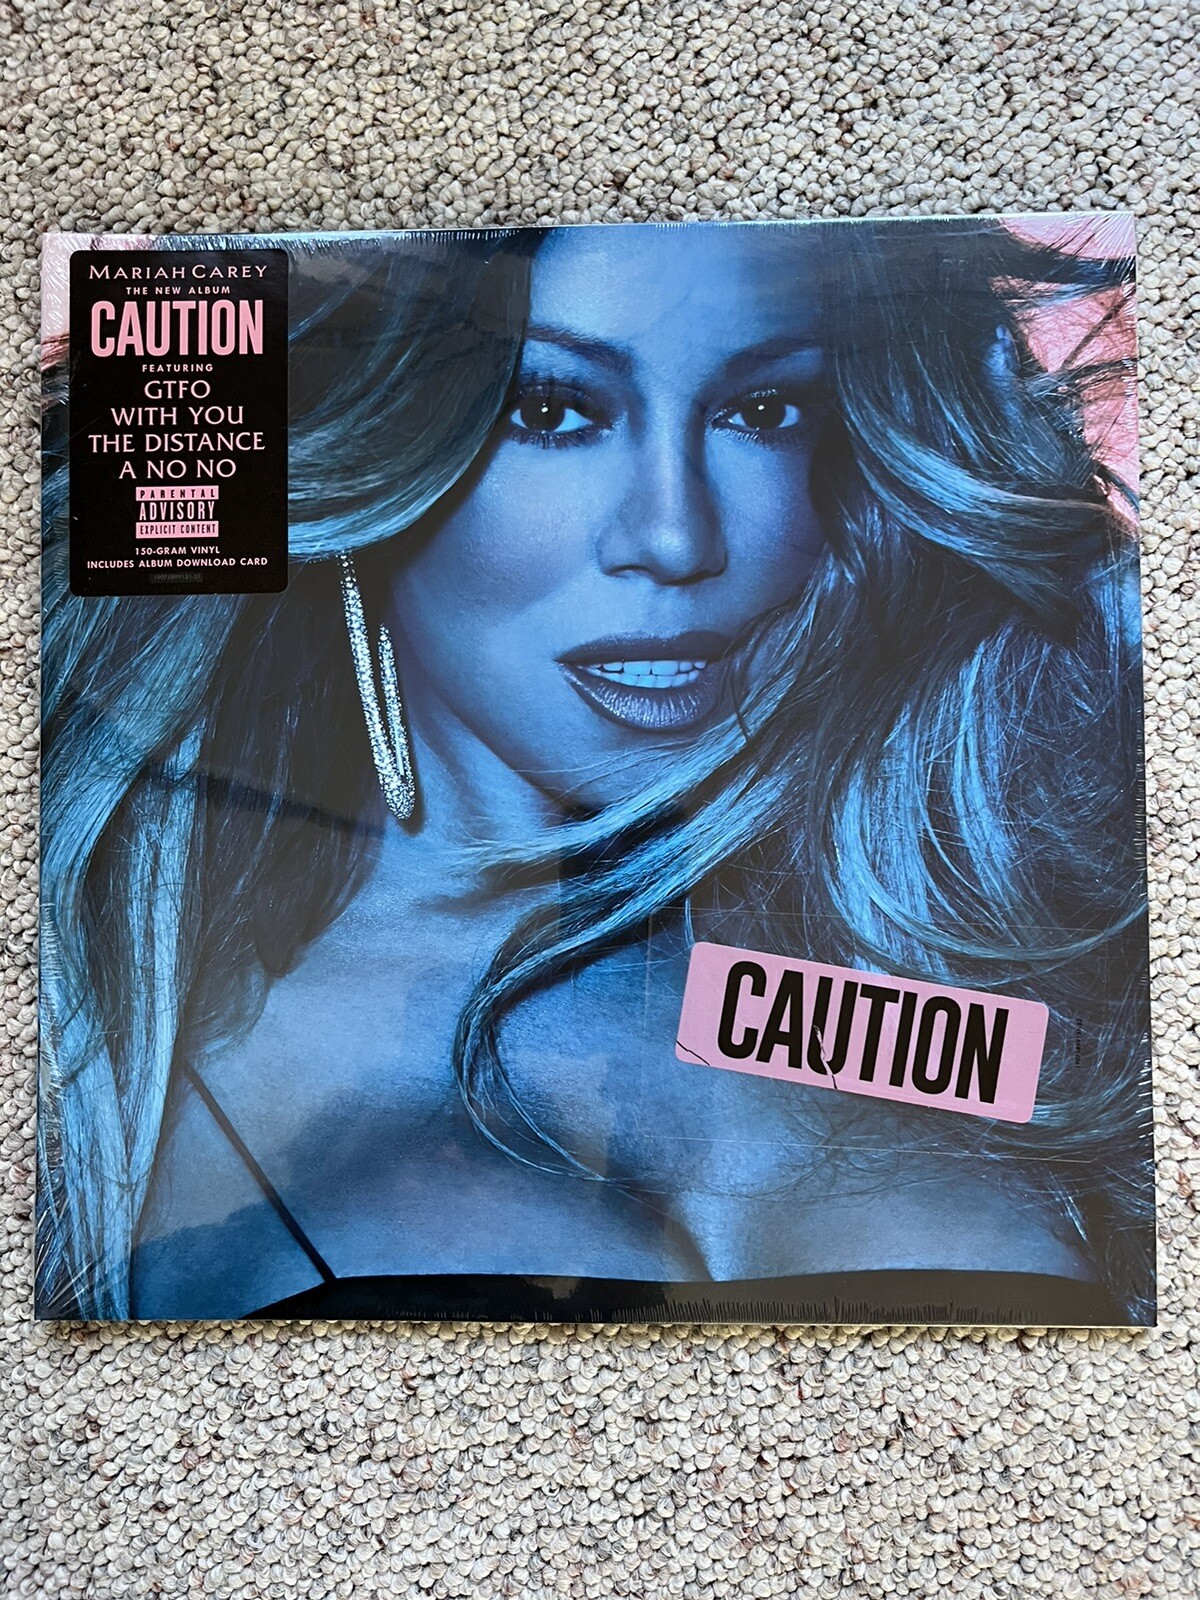 MARIAH CAREY
THE NEW ALBUM
CAUTION
FEATURING
GTFO
WITH YOU
THE DISTANCE
A NO NO
PARENTAL
ADVISORY
EXPLICIT CONTENT
150-GRAM VINYL
INCLUDES ALBUM DOWNLOAD CARD
CAUTION